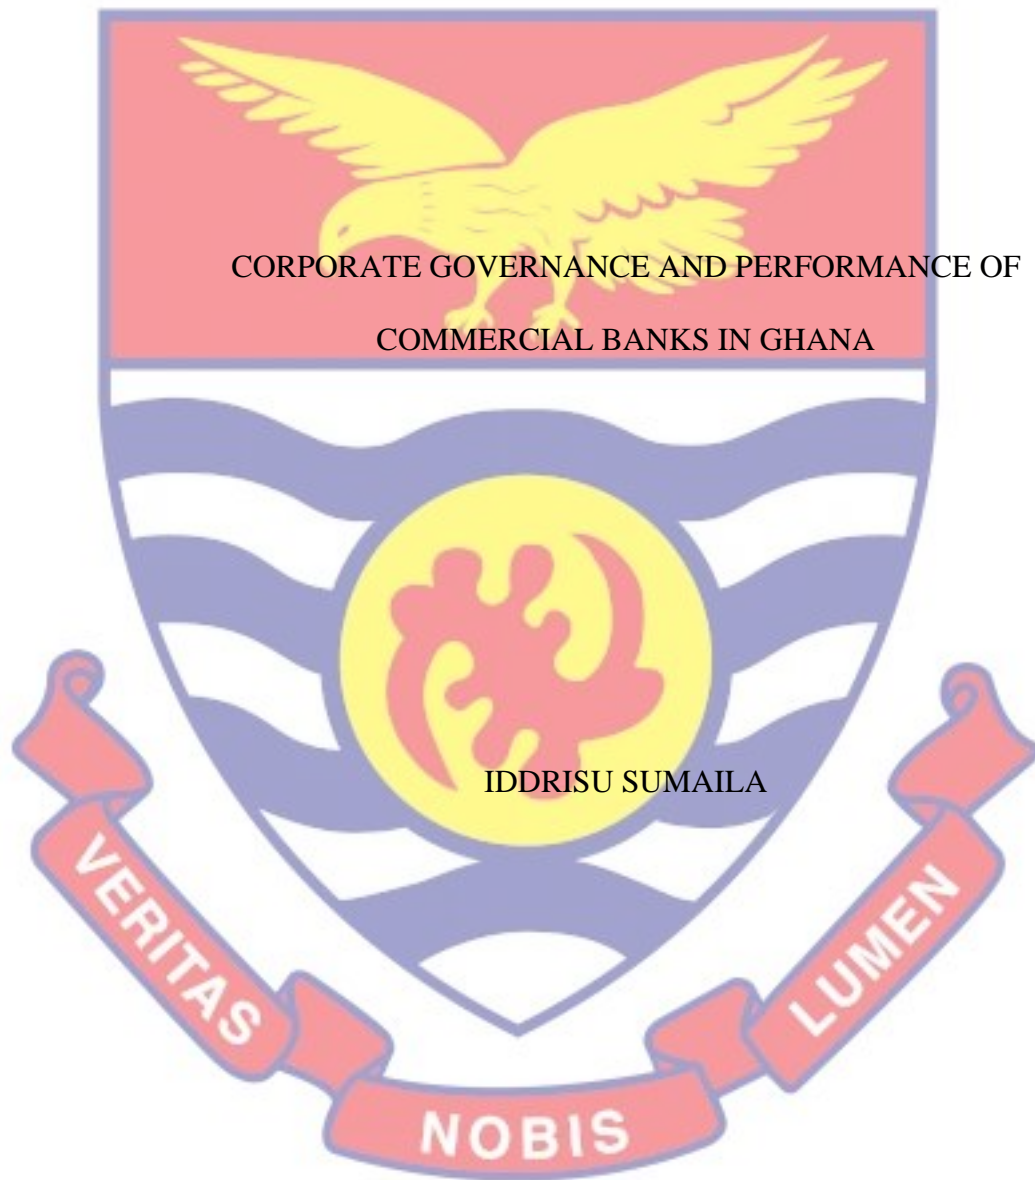 CORPORATE GOVERNANCE AND PERFORMANCE OF
COMMERCIAL BANKS IN GHANA
IDDRISU SUMAILA
VERITAS
NOBIS
LUMEN